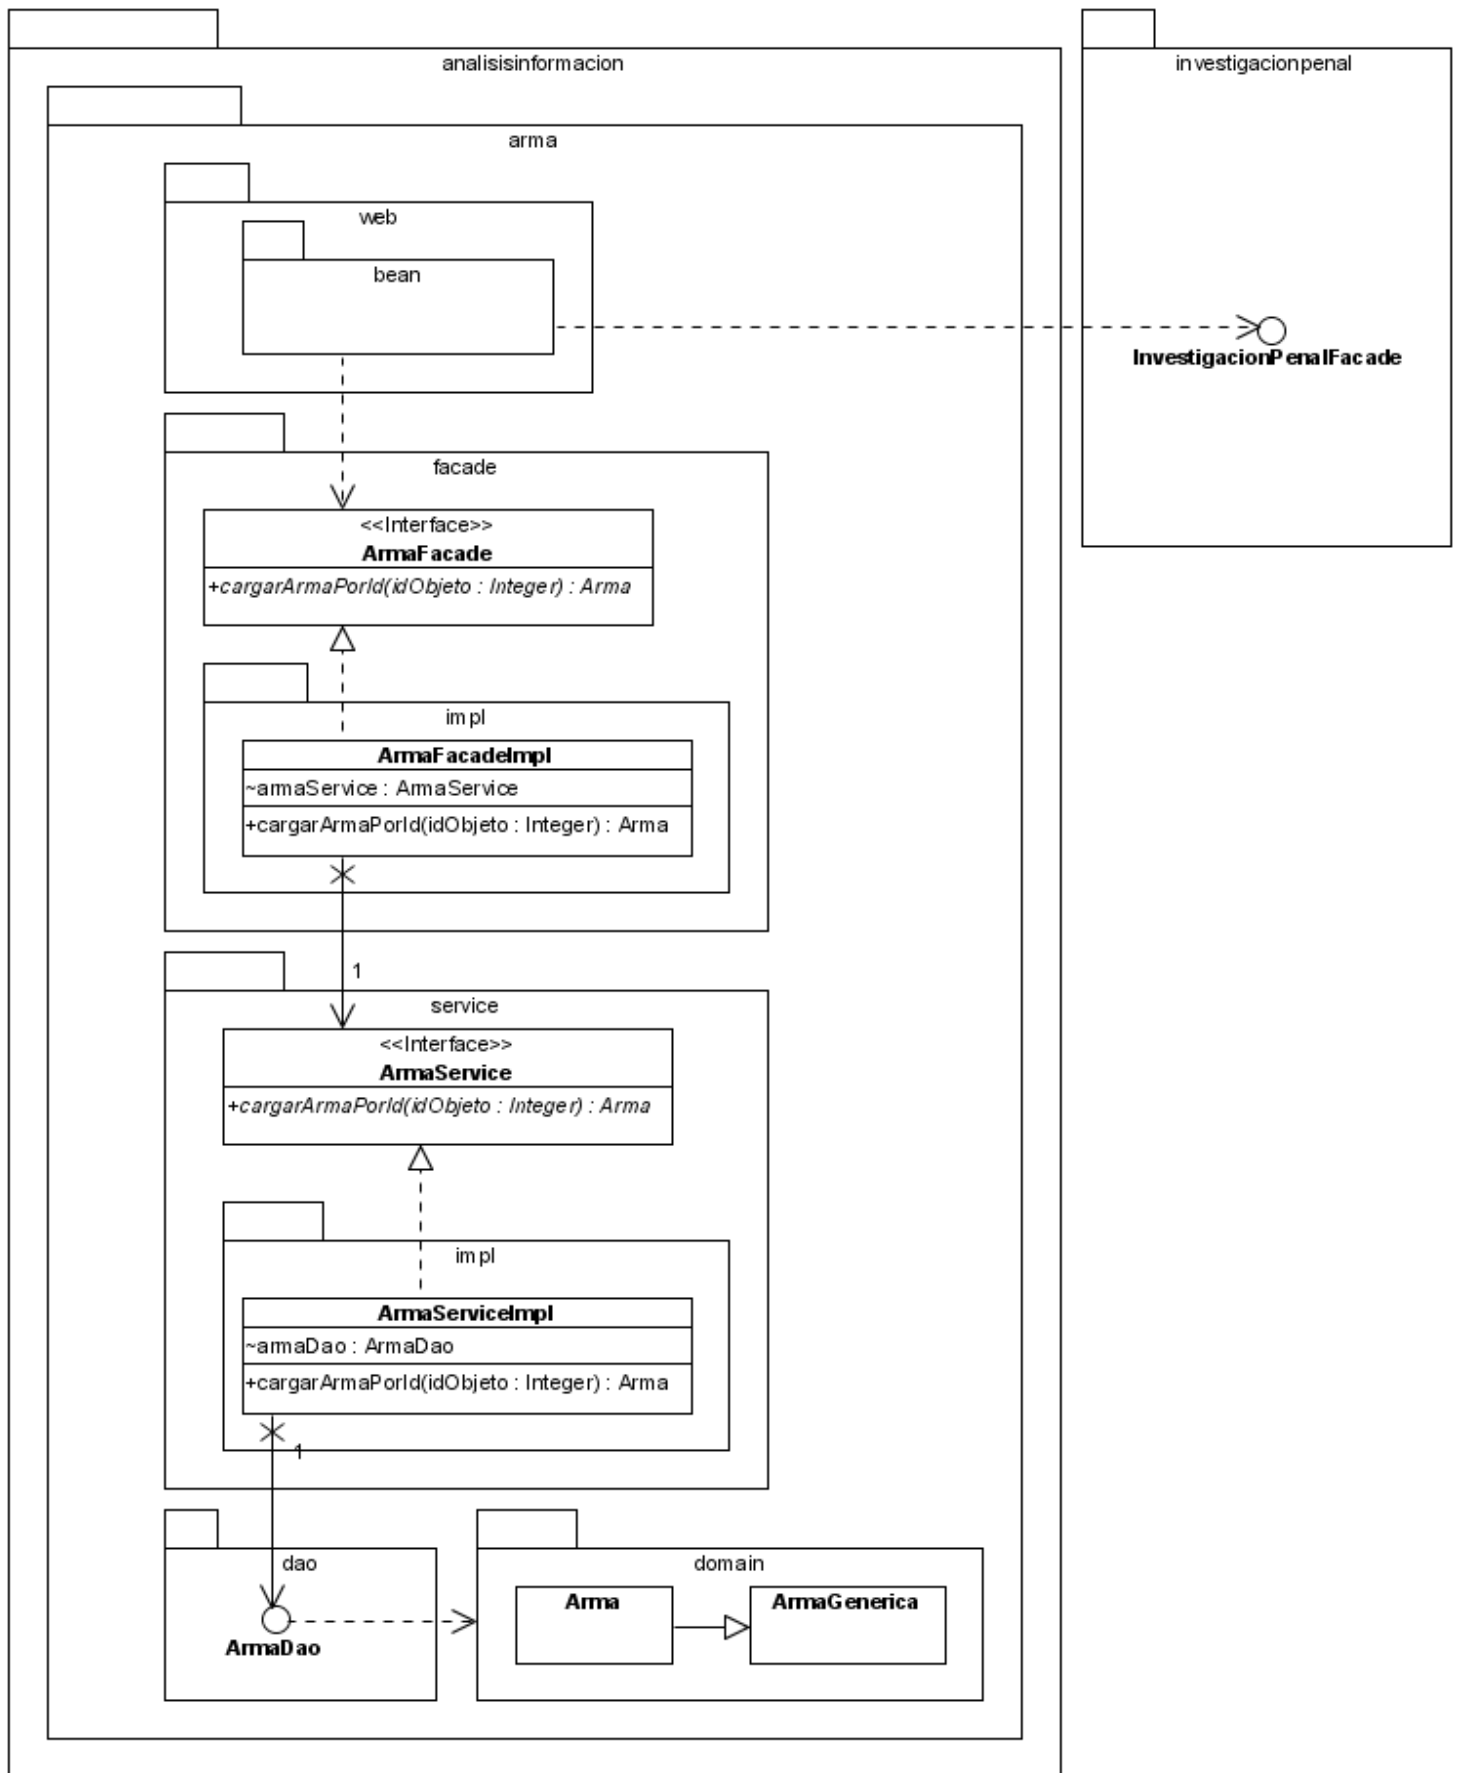 analisisinformacion
investigacionpenal
arma
web
bean
InvestigacionPenalFacade
facade
<<Interface>>
ArmaFacade
+cargarArmaPorId(idObjeto : Integer) : Arma
impl
ArmaFacadeImpl
~armaService : ArmaService
+cargarArmaPorId(idObjeto : Integer) : Arma
1
service
<<Interface>>
ArmaService
+cargarArmaPorId(idObjeto : Integer) : Arma
impl
ArmaServiceImpl
~armaDao : ArmaDao
+cargarArmaPorId(idObjeto : Integer) : Arma
1
dao
domain
Arma
ArmaGenerica
ArmaDao